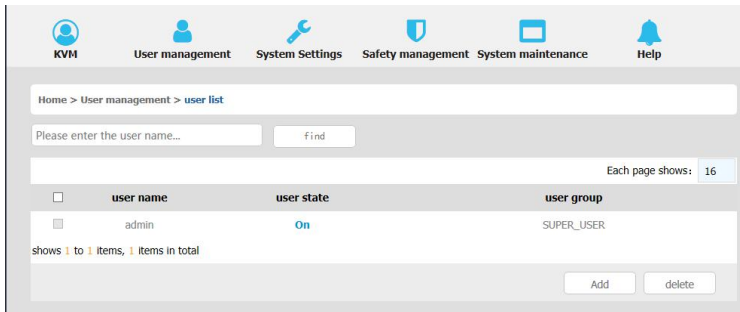 KVM User management System Settings Safety management System maintenance Help
Home > User management > user list
Please enter the user name... find
Each page shows: 16
user name user state user group
admin On SUPER_USER
shows 1 to 1 items, 1 items in total
Add delete